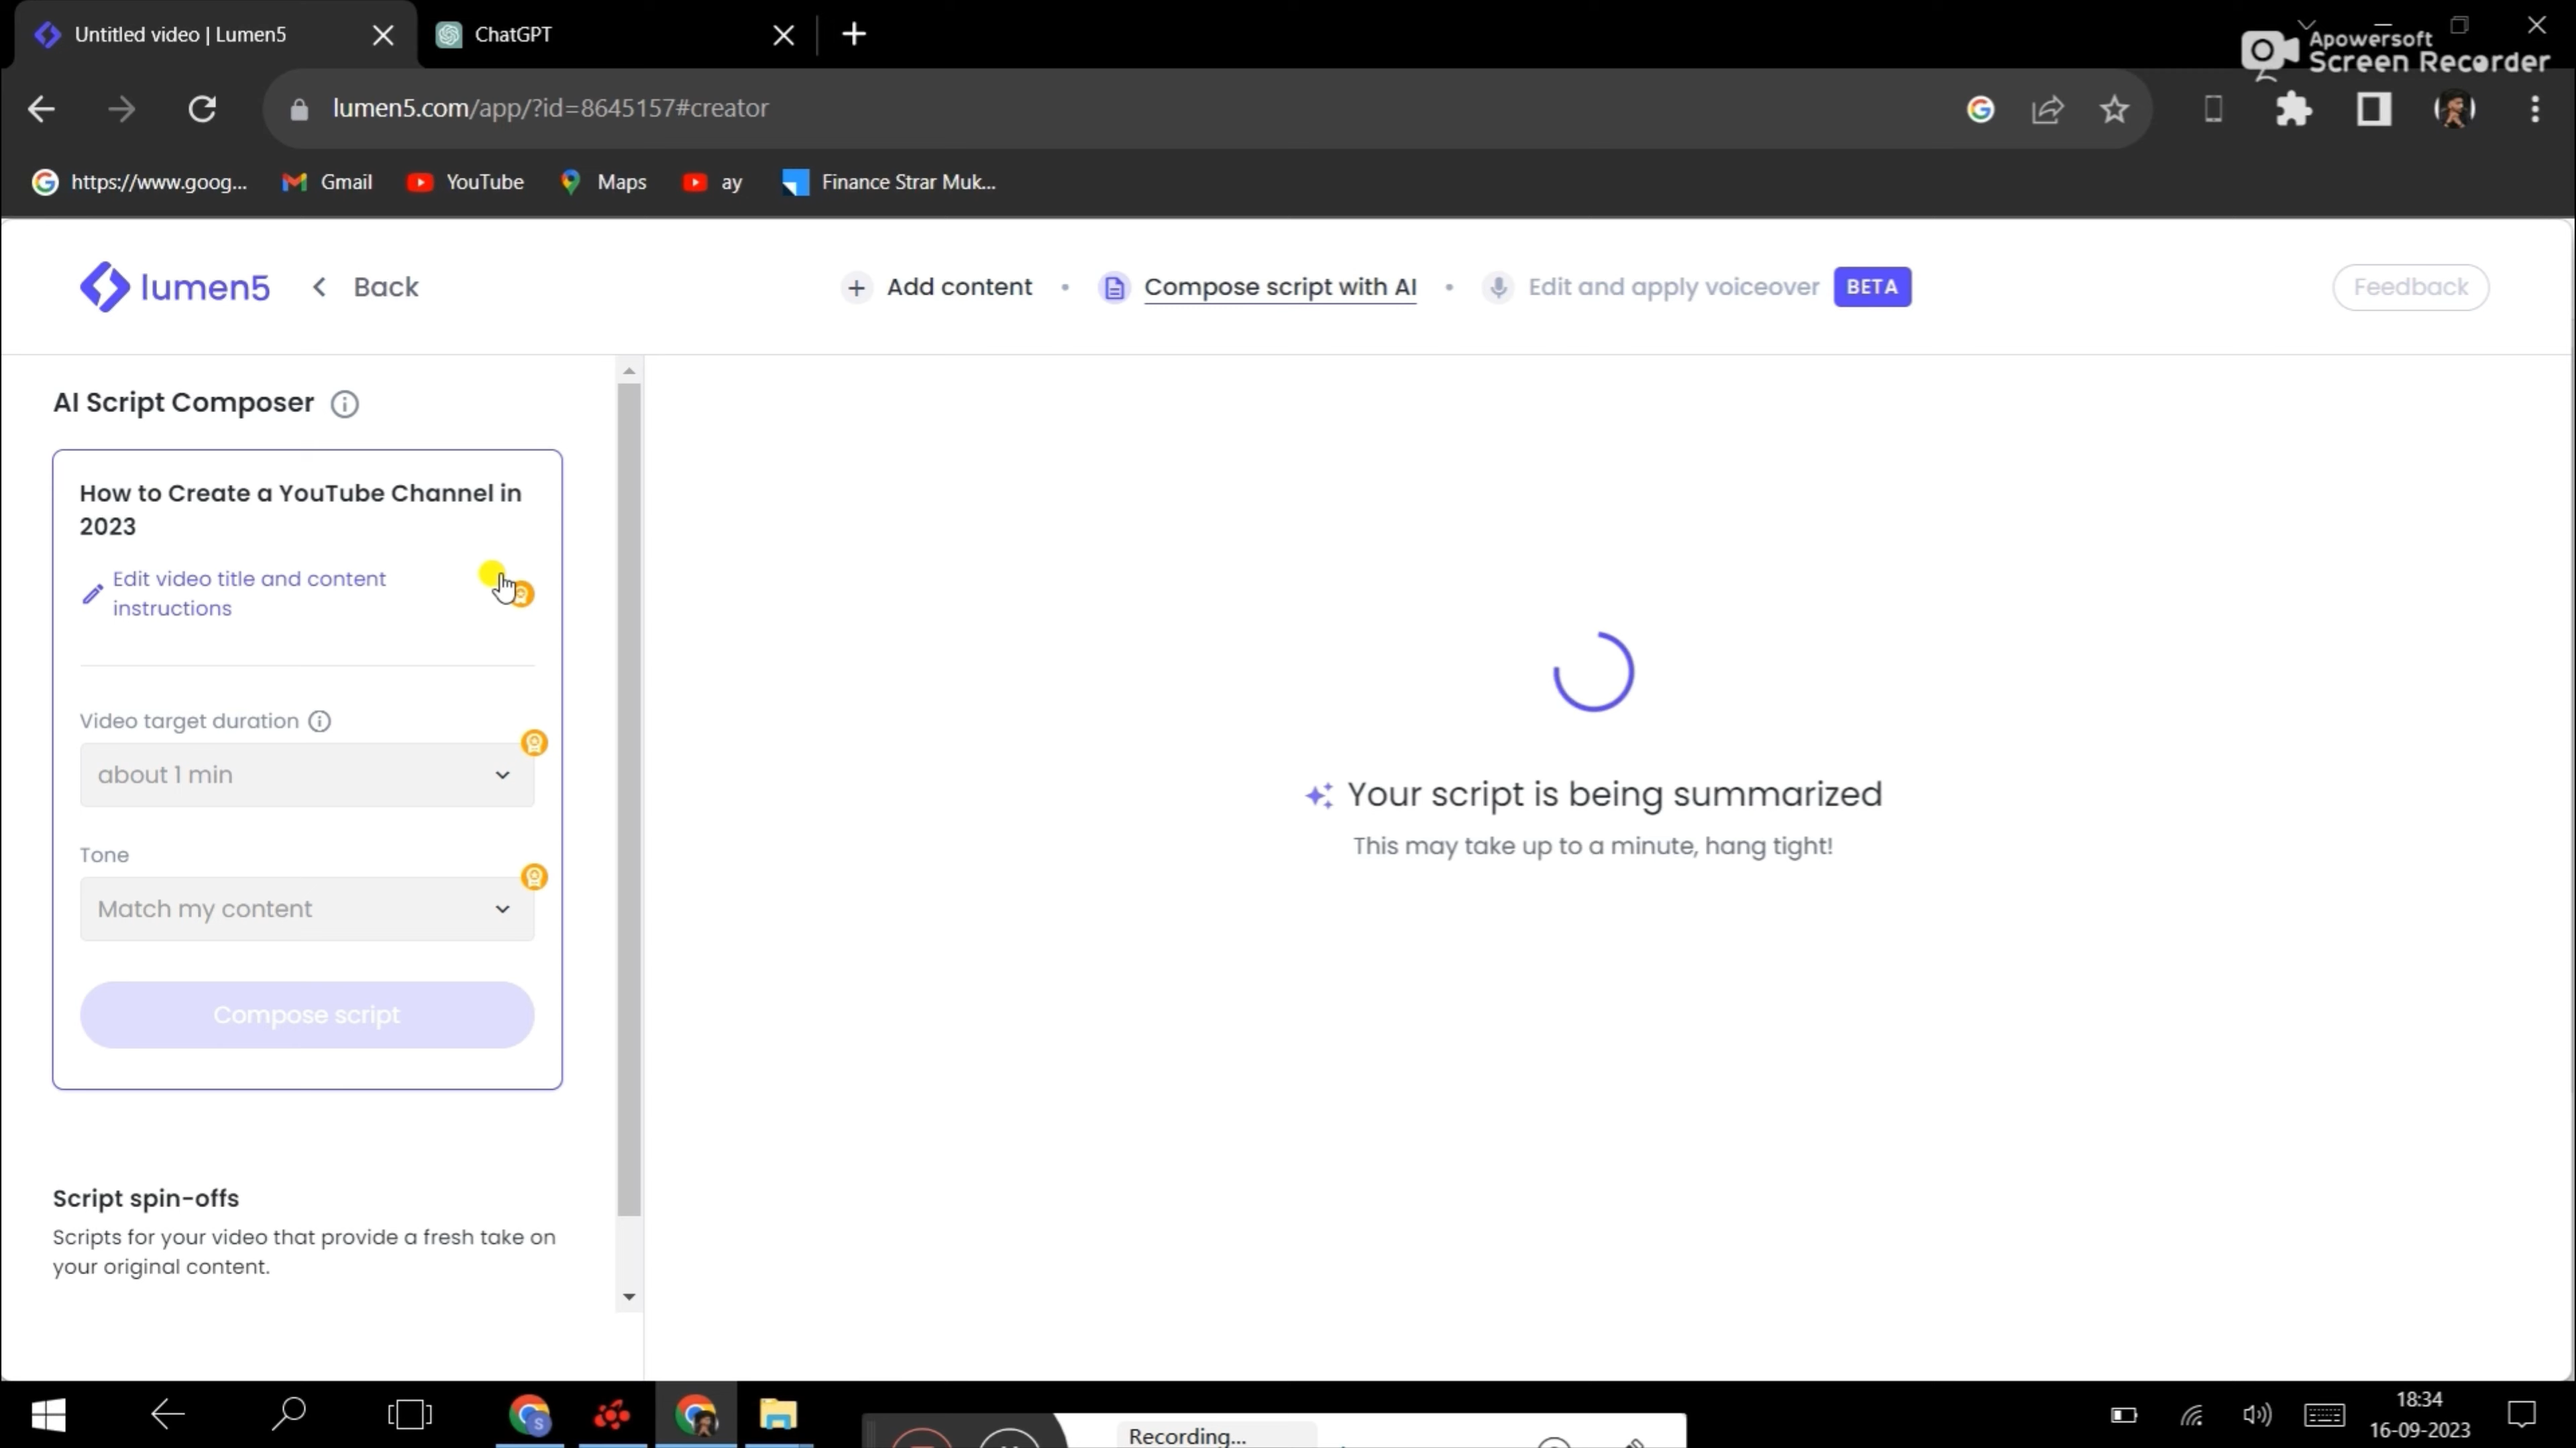 Untitled video | Lumen5
ChatGPT
Apowersoft
Screen Recorder
lumen5.com/app/?id=8645157#creator
https://www.goog...
Gmail
YouTube
Maps
ay
Finance Strar Muk...
lumen5
Back
Add content
Compose script with AI
Edit and apply voiceover
BETA
Feedback
AI Script Composer
How to Create a YouTube Channel in
2023
Edit video title and content
instructions
Video target duration
about 1 min
Tone
Match my content
Compose script
Script spin-offs
Scripts for your video that provide a fresh take on
your original content.
Your script is being summarized
This may take up to a minute, hang tight!
S
Recording...
18:34
16-09-2023